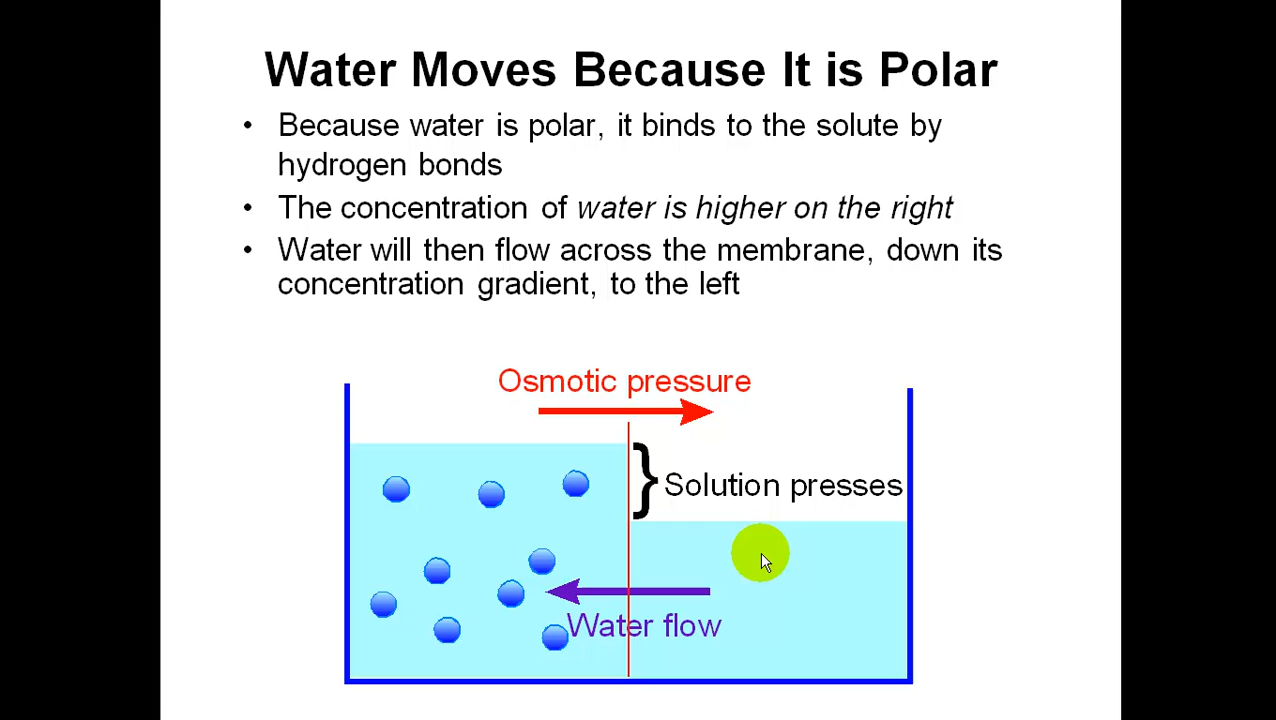 Water Moves Because It is Polar
• Because water is polar, it binds to the solute by
hydrogen bonds
• The concentration of water is higher on the right
• Water will then flow across the membrane, down its
concentration gradient, to the left
Osmotic pressure
} Solution presses
Water flow